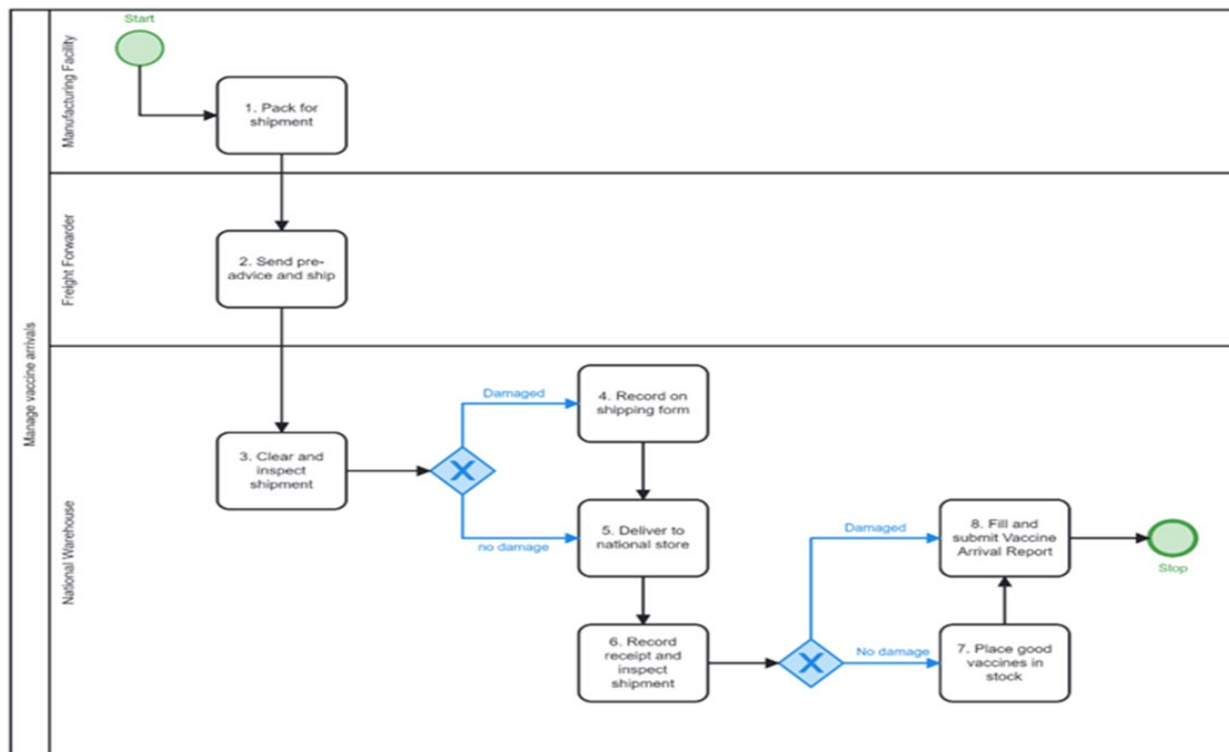 Manage vaccine arrivals
Manufacturing Facility
Start
1. Pack for
shipment
Freight Forwarder
2. Send pre-
advice and ship
National Warehouse
3. Clear and
inspect
shipment
Damaged
no damage
4. Record on
shipping form
5. Deliver to
national store
6. Record
receipt and
inspect
shipment
Damaged
No damage
7. Place good
vaccines in
stock
8. Fill and
submit Vaccine
Arrival Report
Stop